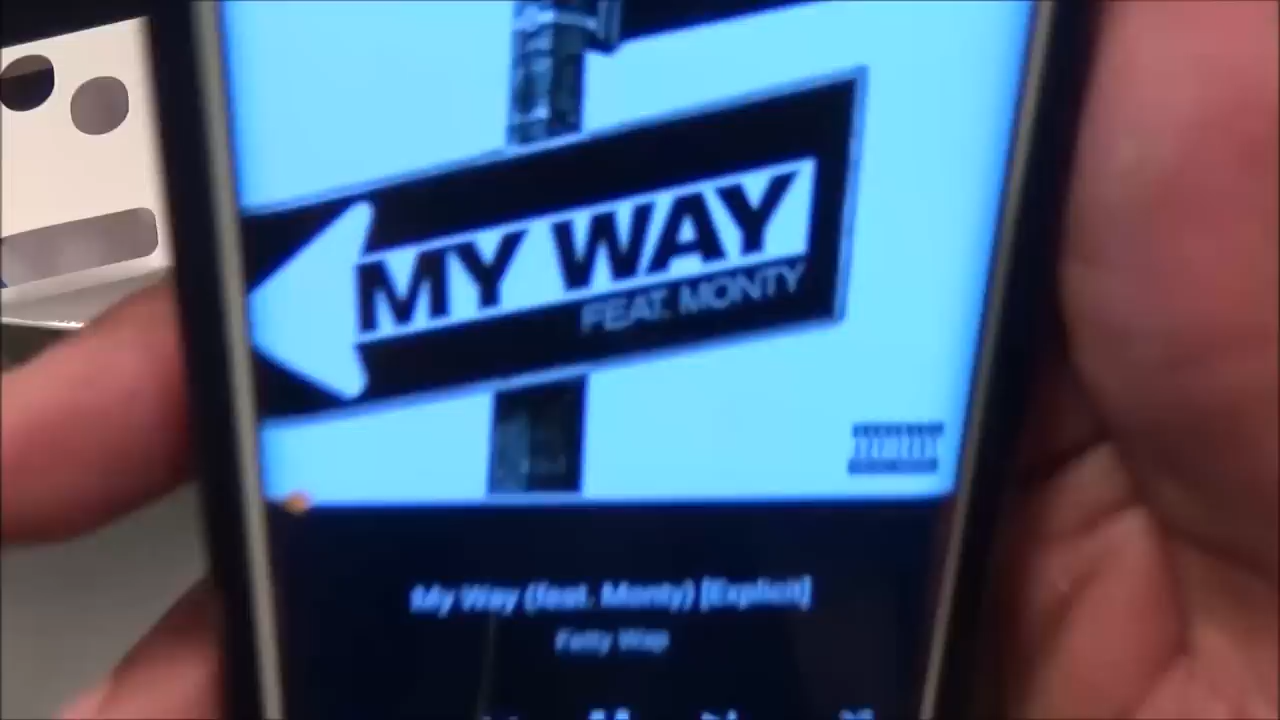 MY WAY
FEAT. MONTY
My Way (feat. Monty) [Explicit]
Fetty Wap